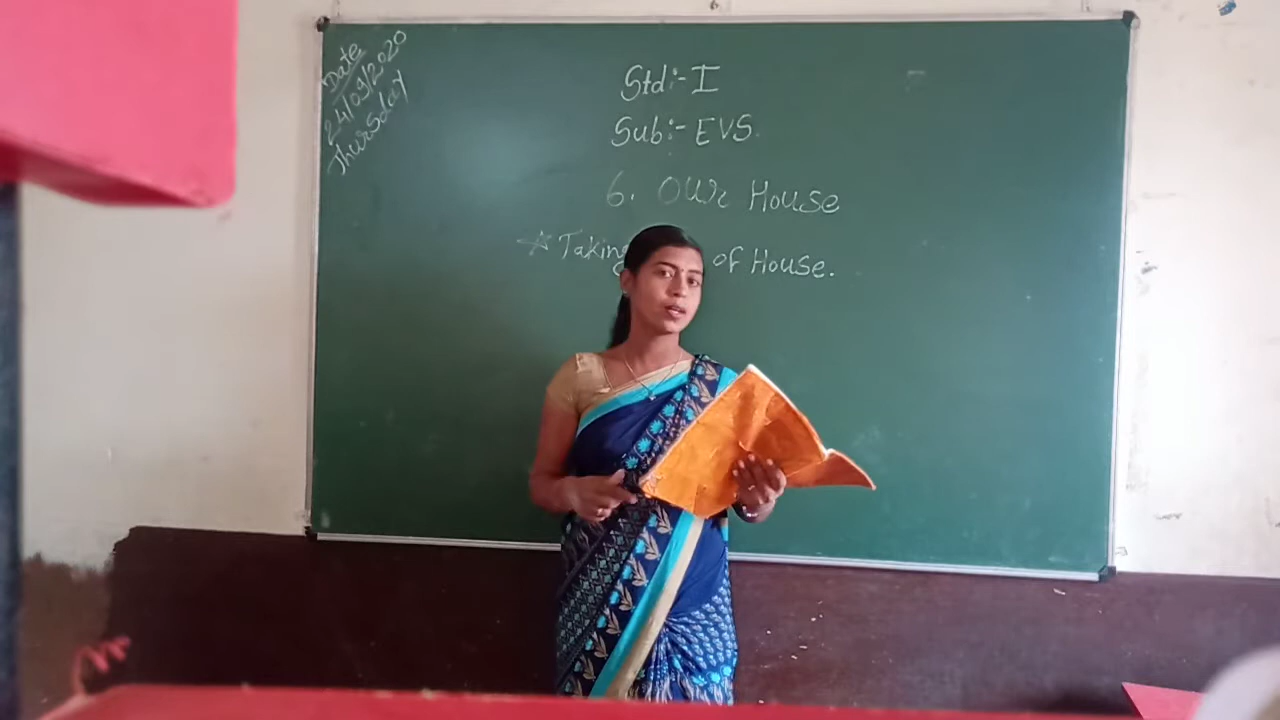 Date
24/09/2020
Thursday
Std:- I
Sub:- EVS.
6. Our House
☆ Taking of House.